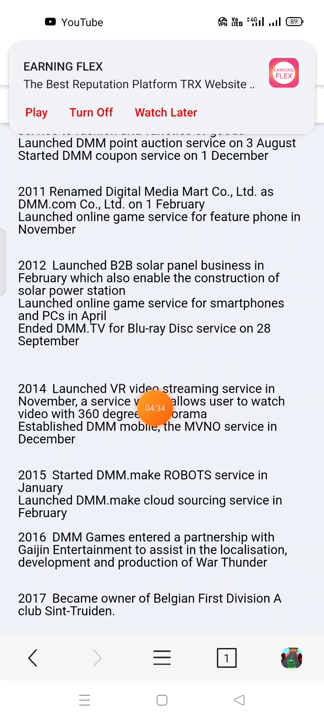 YouTube
89
EARNING FLEX
The Best Reputation Platform TRX Website ..
EARNING
FLEX
Play Turn Off Watch Later
Launched DMM point auction service on 3 August
Started DMM coupon service on 1 December
2011 Renamed Digital Media Mart Co., Ltd. as
DMM.com Co., Ltd. on 1 February
Launched online game service for feature phone in
November
2012 Launched B2B solar panel business in
February which also enable the construction of
solar power station
Launched online game service for smartphones
and PCs in April
Ended DMM.TV for Blu-ray Disc service on 28
September
2014 Launched VR video streaming service in
November, a service allows user to watch
04:34
video with 360 degree
Established DMM mobile, the MVNO service in
December
2015 Started DMM.make ROBOTS service in
January
Launched DMM.make cloud sourcing service in
February
2016 DMM Games entered a partnership with
Gaijin Entertainment to assist in the localisation,
development and production of War Thunder
2017 Became owner of Belgian First Division A
club Sint-Truiden.
1